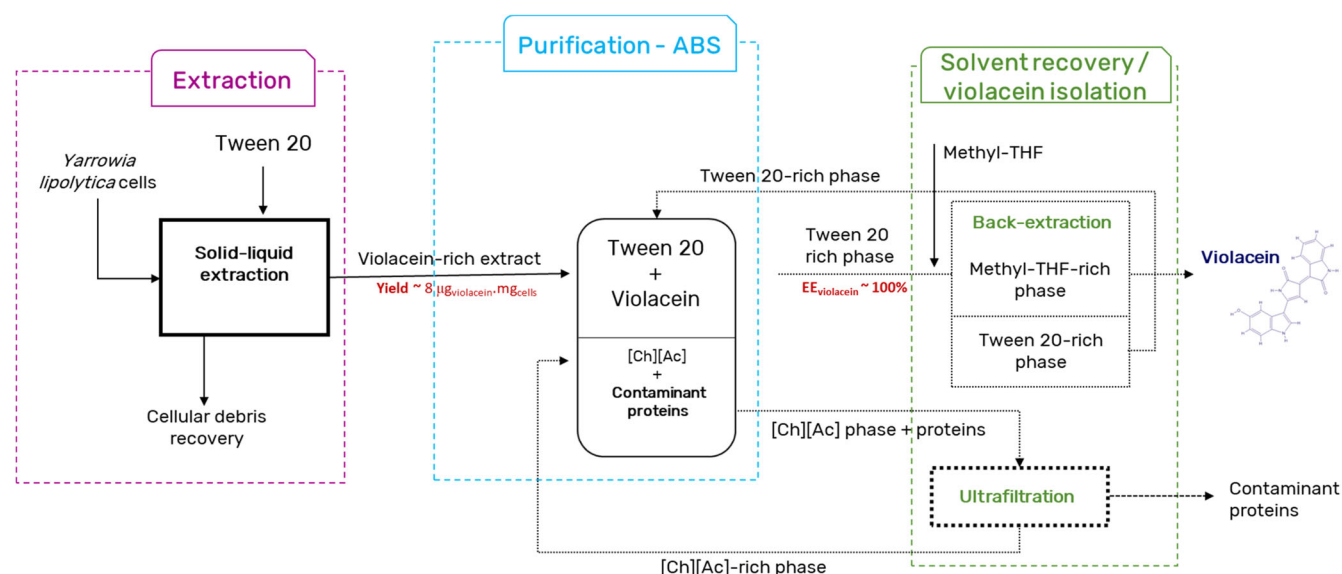 Extraction
Purification - ABS
Solvent recovery /
violacein isolation
Tween 20
Yarrowia
lipolytica cells
Solid-liquid
extraction
Cellular debris
recovery
Violacein-rich extract
Yield ~ 8 µgviolacein.mgcells
Tween 20
+
Violacein
[Ch][Ac]
+
Contaminant
proteins
Tween 20-rich phase
Methyl-THF
Tween 20
rich phase
EEviolacein ~ 100%
Back-extraction
Methyl-THF-rich
phase
Tween 20-rich
phase
Violacein
[Ch][Ac] phase + proteins
Ultrafiltration
Contaminant
proteins
[Ch][Ac]-rich phase